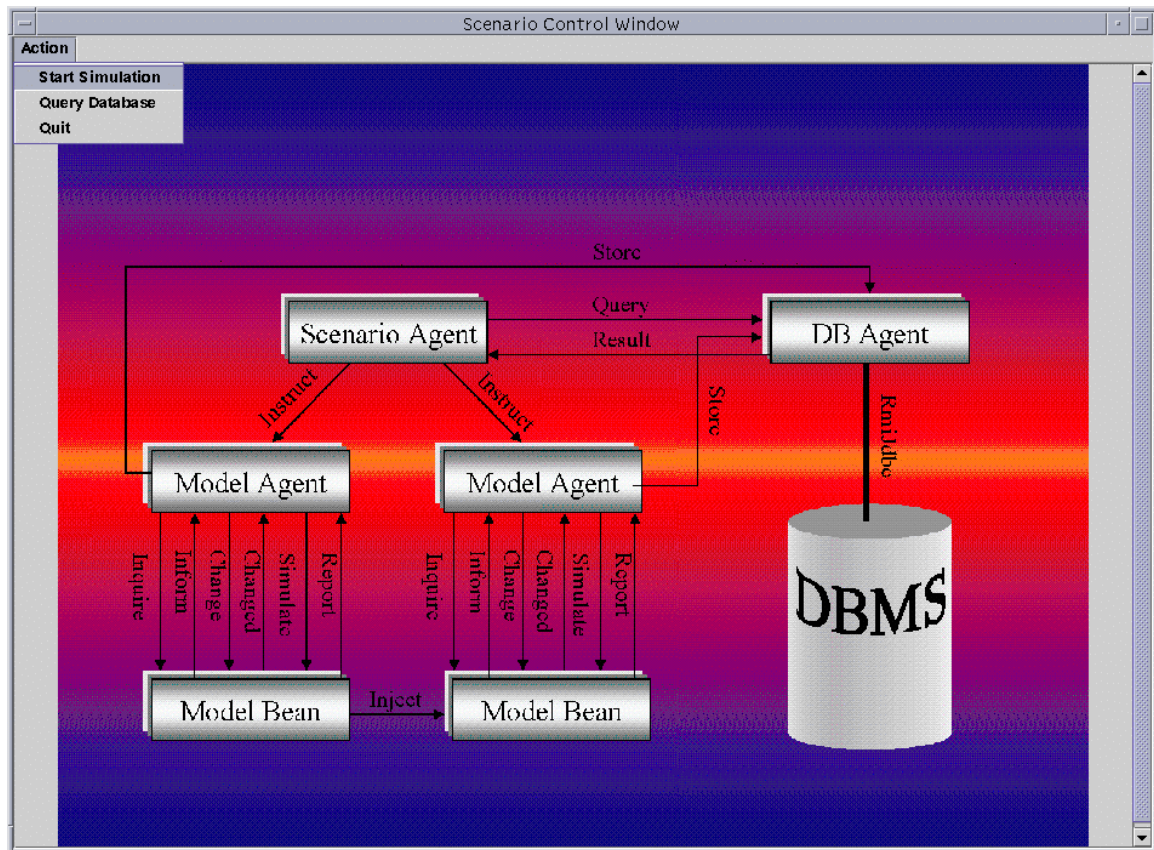 Scenario Control Window
Action
Start Simulation
Query Database
Quit
Store
Query
Scenario Agent
DB Agent
Result
Instruct
Instruct
Store
RmiJdbc
Model Agent
Model Agent
Inquire
Inform
Change
Changed
Simulate
Report
Inquire
Inform
Change
Changed
Simulate
Report
DBMS
Inject
Model Bean
Model Bean